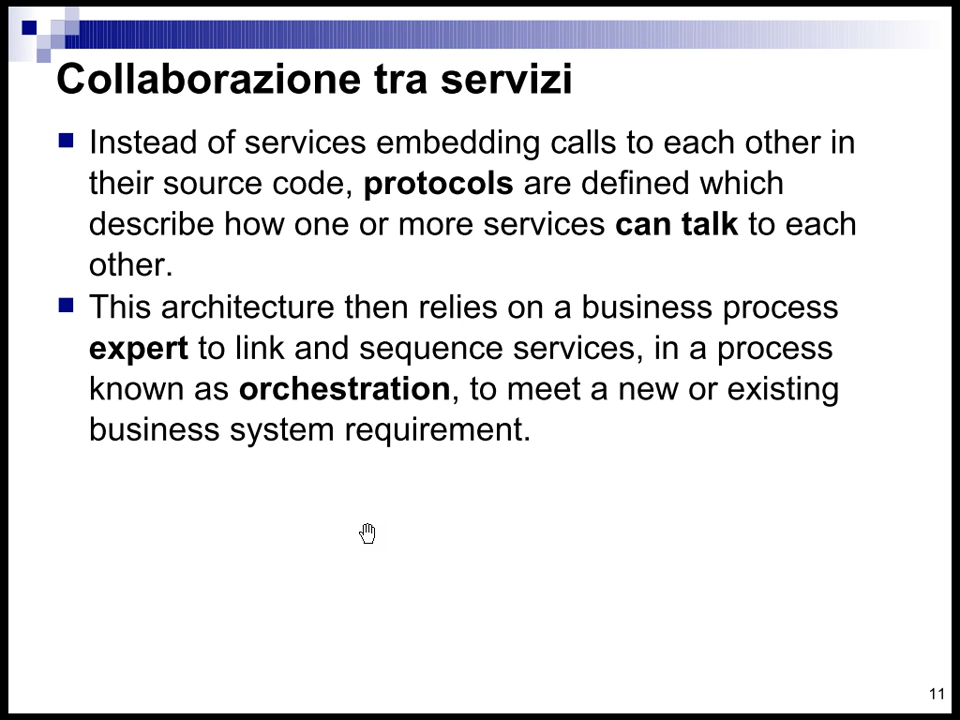 Collaborazione tra servizi
Instead of services embedding calls to each other in
their source code, protocols are defined which
describe how one or more services can talk to each
other.
This architecture then relies on a business process
expert to link and sequence services, in a process
known as orchestration, to meet a new or existing
business system requirement.
11